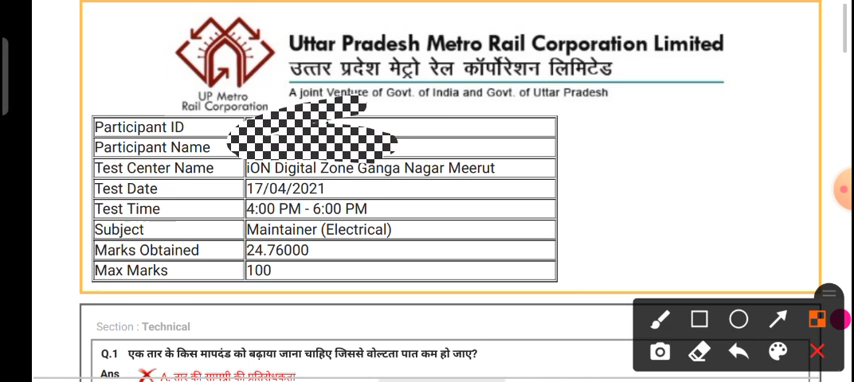 Uttar Pradesh Metro Rail Corporation Limited
उत्तर प्रदेश मेट्रो रेल कॉर्पोरेशन लिमिटेड
UP Metro
Rail Corporation
A joint Venture of Govt. of India and Govt. of Uttar Pradesh
Participant ID
Participant Name
Test Center Name iON Digital Zone Ganga Nagar Meerut
Test Date 17/04/2021
Test Time 4:00 PM - 6:00 PM
Subject Maintainer (Electrical)
Marks Obtained 24.76000
Max Marks 100
Section : Technical
Q.1 एक तार के किस मापदंड को बढ़ाया जाना चाहिए जिससे वोल्टता पात कम हो जाए?
Ans A. तार की सामग्री की प्रतिरोधकता